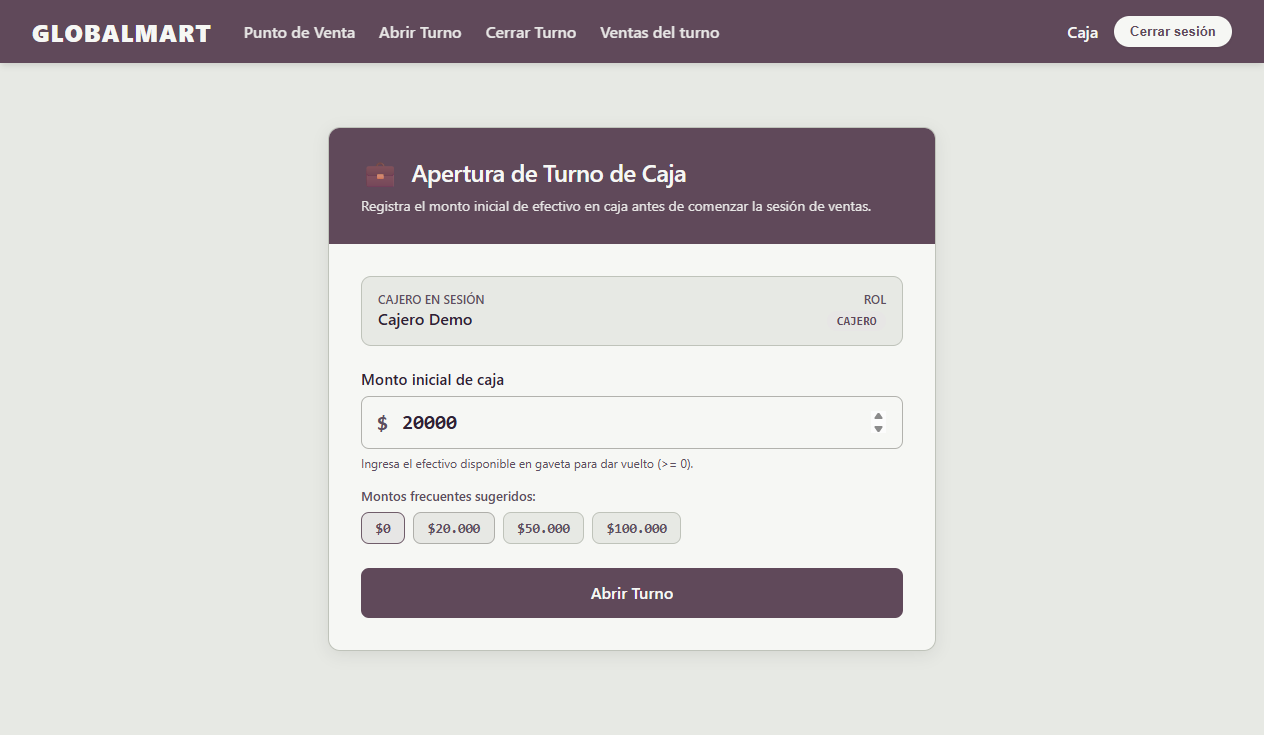 GLOBALMART Punto de Venta Abrir Turno Cerrar Turno Ventas del turno Caja Cerrar sesión
Apertura de Turno de Caja
Registra el monto inicial de efectivo en caja antes de comenzar la sesión de ventas.
CAJERO EN SESIÓN ROL
Cajero Demo CAJERO
Monto inicial de caja
$ 20000
Ingresa el efectivo disponible en gaveta para dar vuelto (>= 0).
Montos frecuentes sugeridos:
$0 $20.000 $50.000 $100.000
Abrir Turno